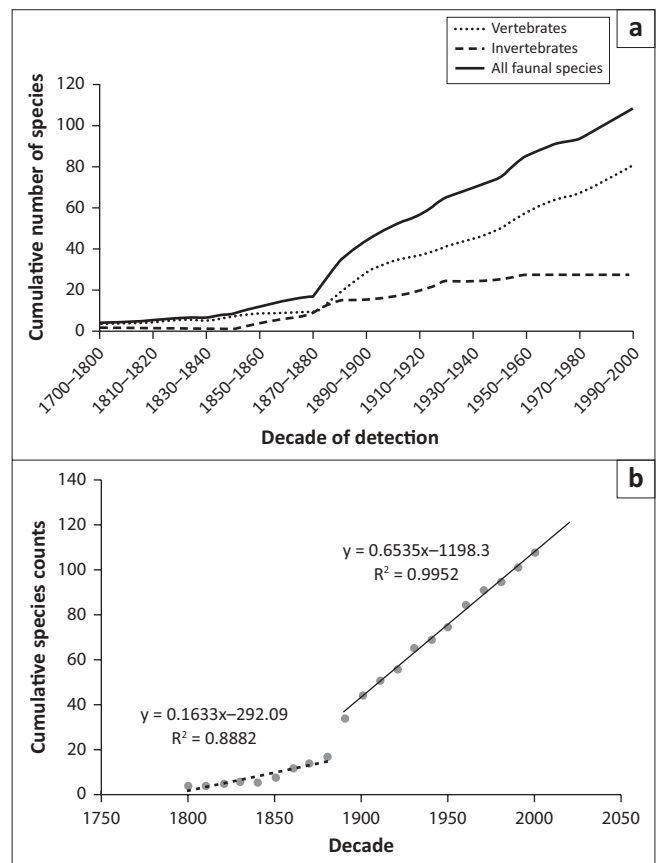 a
Vertebrates
Invertebrates
All faunal species
120
100
80
60
40
20
0
Cumulative number of species
1700–1800
1810–1820
1830–1840
1850–1860
1870–1880
1890–1900
1910–1920
1930–1940
1950–1960
1970–1980
1990–2000
Decade of detection
b
140
120
100
80
60
40
20
0
Cumulative species counts
y = 0.6535x–1198.3
R² = 0.9952
y = 0.1633x–292.09
R² = 0.8882
1750
1800
1850
1900
1950
2000
2050
Decade